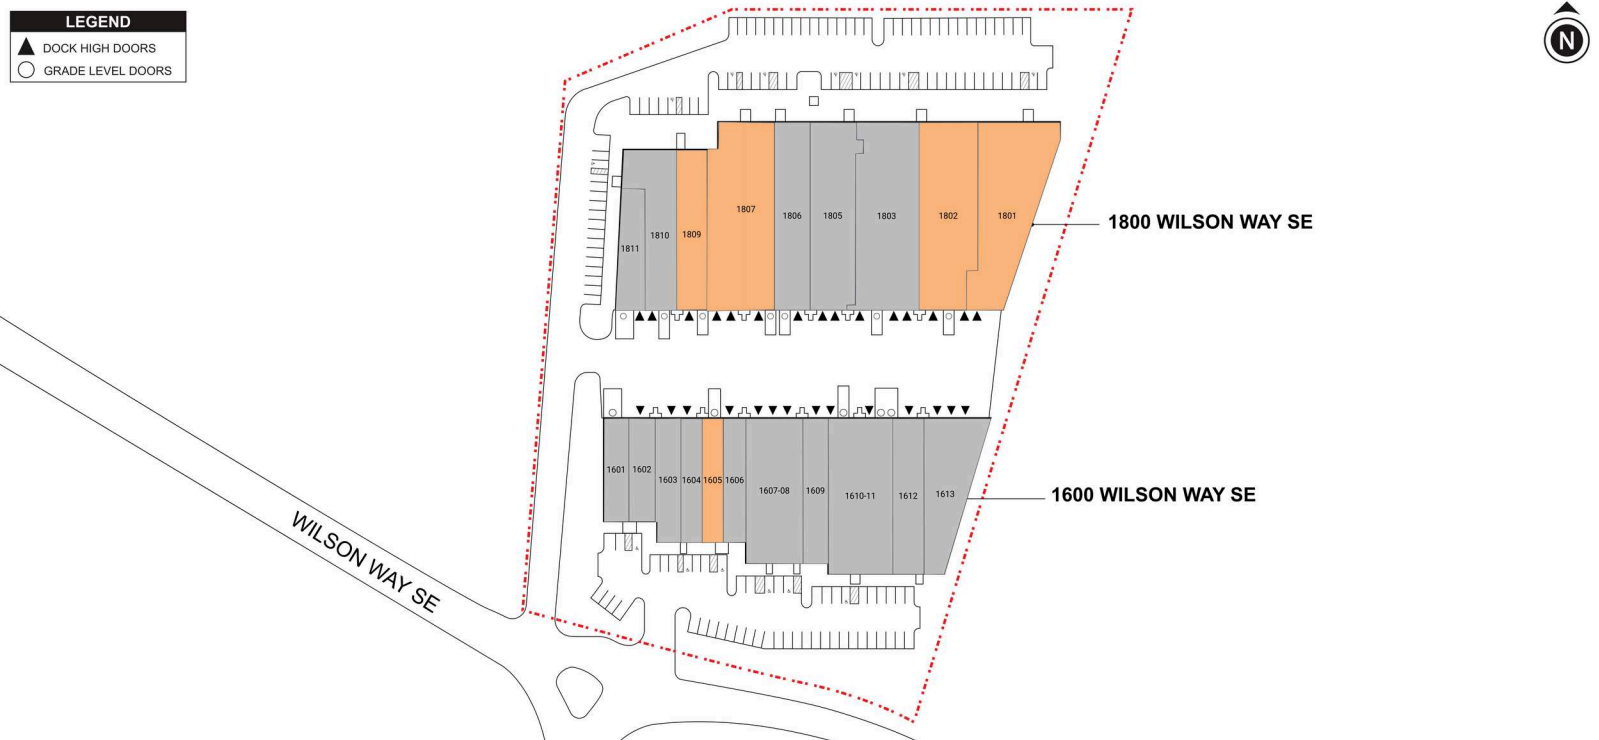 LEGEND
DOCK HIGH DOORS
GRADE LEVEL DOORS
N
1807
1806
1805
1803
1802
1801
1811
1810
1809
1800 WILSON WAY SE
1601
1602
1603
1604
1605
1606
1607-08
1609
1610-11
1612
1613
1600 WILSON WAY SE
WILSON WAY SE